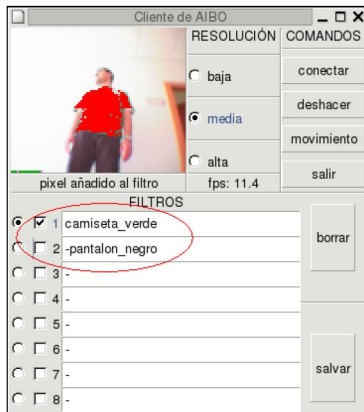 Cliente de AIBO
RESOLUCIÓN
COMANDOS
baja
media
alta
conectar
deshacer
movimiento
salir
pixel añadido al filtro
fps: 11.4
FILTROS
1 camiseta_verde
2 -pantalon_negro
3 -
4 -
5 -
6 -
7 -
8 -
borrar
salvar